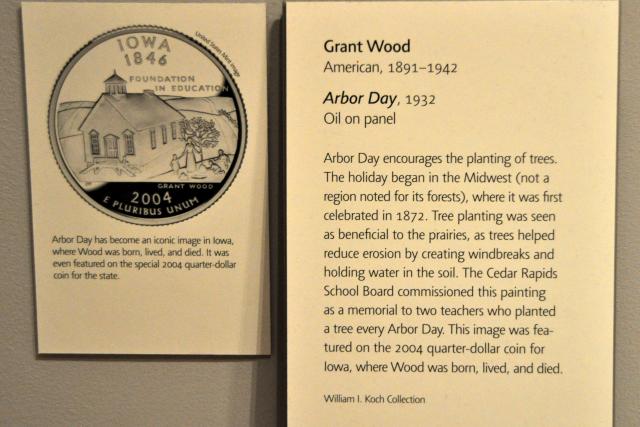 IOWA
1846
United States Mint image
FOUNDATION
IN EDUCATION
GRANT WOOD
2004
E PLURIBUS UNUM
Arbor Day has become an iconic image in Iowa,
where Wood was born, lived, and died. It was
even featured on the special 2004 quarter-dollar
coin for the state.
Grant Wood
American, 1891–1942
Arbor Day, 1932
Oil on panel
Arbor Day encourages the planting of trees.
The holiday began in the Midwest (not a
region noted for its forests), where it was first
celebrated in 1872. Tree planting was seen
as beneficial to the prairies, as trees helped
reduce erosion by creating windbreaks and
holding water in the soil. The Cedar Rapids
School Board commissioned this painting
as a memorial to two teachers who planted
a tree every Arbor Day. This image was fea-
tured on the 2004 quarter-dollar coin for
Iowa, where Wood was born, lived, and died.
William I. Koch Collection